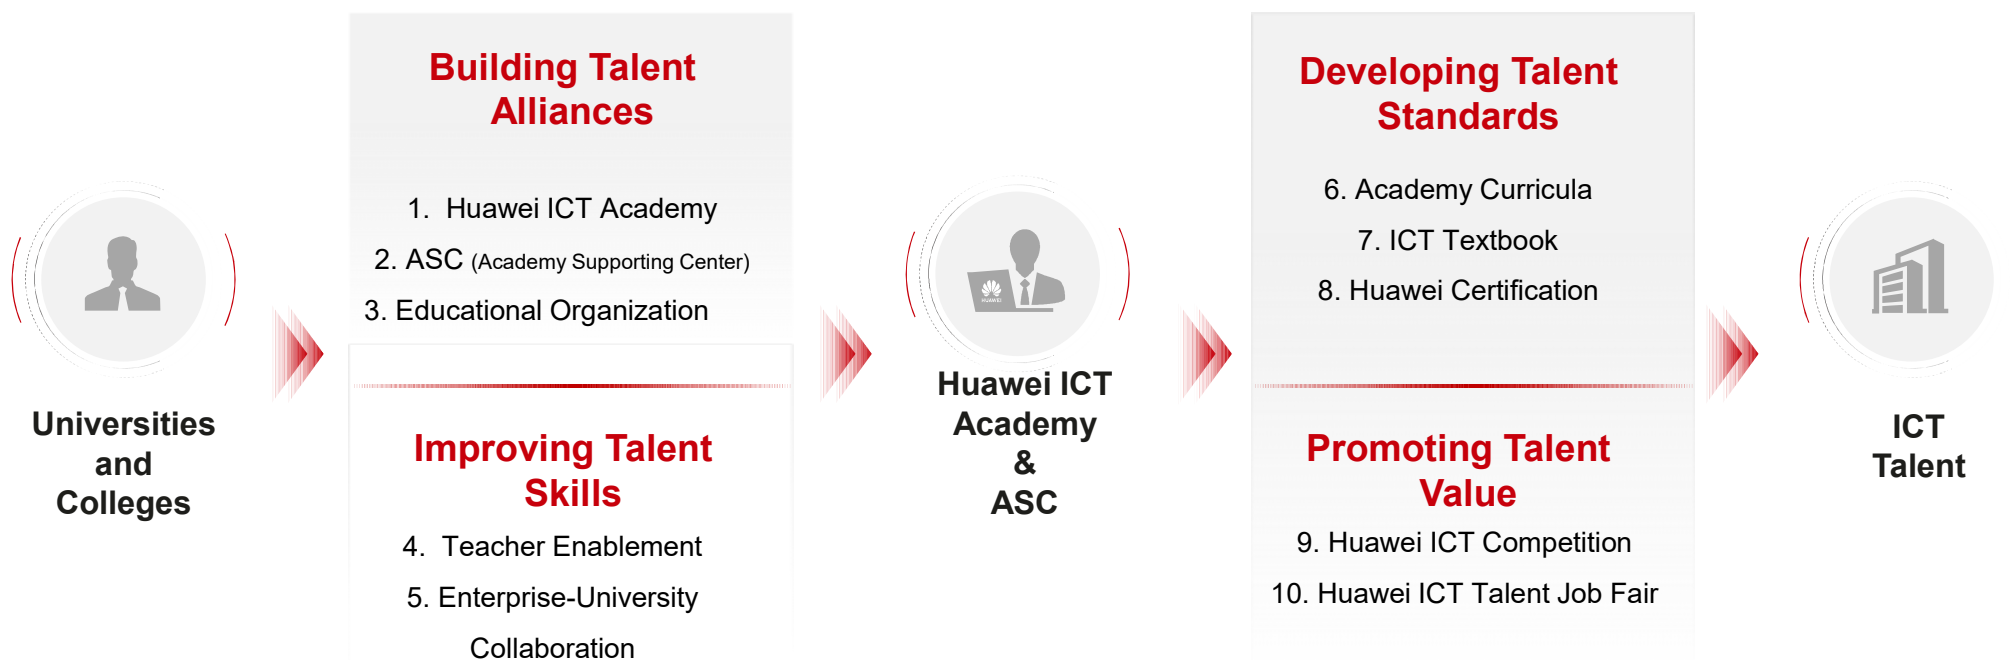 Universities
and
Colleges
Building Talent
Alliances
1. Huawei ICT Academy
2. ASC (Academy Supporting Center)
3. Educational Organization
Improving Talent
Skills
4. Teacher Enablement
5. Enterprise-University
Collaboration
HUAWEI
Huawei ICT
Academy
&
ASC
Developing Talent
Standards
6. Academy Curricula
7. ICT Textbook
8. Huawei Certification
Promoting Talent
Value
9. Huawei ICT Competition
10. Huawei ICT Talent Job Fair
ICT
Talent